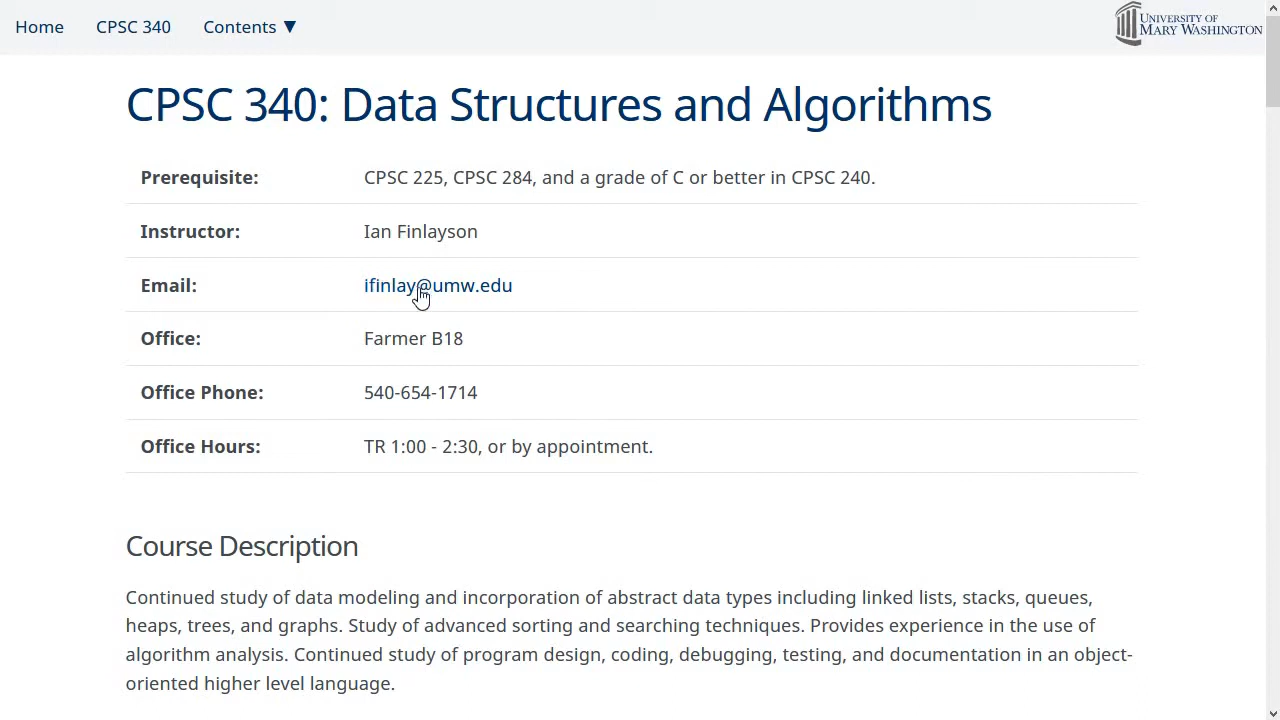 Home CPSC 340 Contents ▼
UNIVERSITY OF
MARY WASHINGTON
CPSC 340: Data Structures and Algorithms
Prerequisite: CPSC 225, CPSC 284, and a grade of C or better in CPSC 240.
Instructor: Ian Finlayson
Email: ifinlay@umw.edu
Office: Farmer B18
Office Phone: 540-654-1714
Office Hours: TR 1:00 - 2:30, or by appointment.
Course Description
Continued study of data modeling and incorporation of abstract data types including linked lists, stacks, queues,
heaps, trees, and graphs. Study of advanced sorting and searching techniques. Provides experience in the use of
algorithm analysis. Continued study of program design, coding, debugging, testing, and documentation in an object-
oriented higher level language.